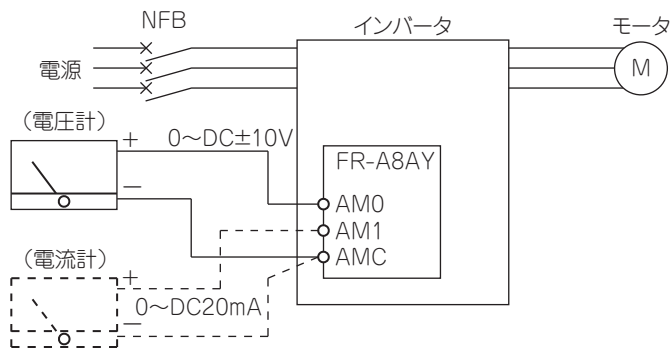 NFB
インバータ
モータ
電源
M
(電圧計)
+
0～DC±10V
−
FR-A8AY
AM0
AM1
AMC
(電流計)
+
0～DC20mA
−